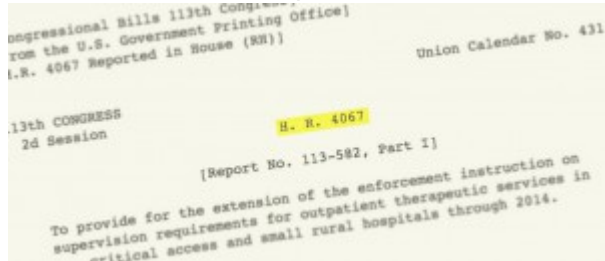 ongressional Bills 113th Congress
rom the U.S. Government Printing Office]
.R. 4067 Reported in House (RH)]
Union Calendar No. 431
13th CONGRESS
2d Session
H. R. 4067
[Report No. 113-582, Part I]
To provide for the extension of the enforcement instruction on
supervision requirements for outpatient therapeutic services in
critical access and small rural hospitals through 2014.